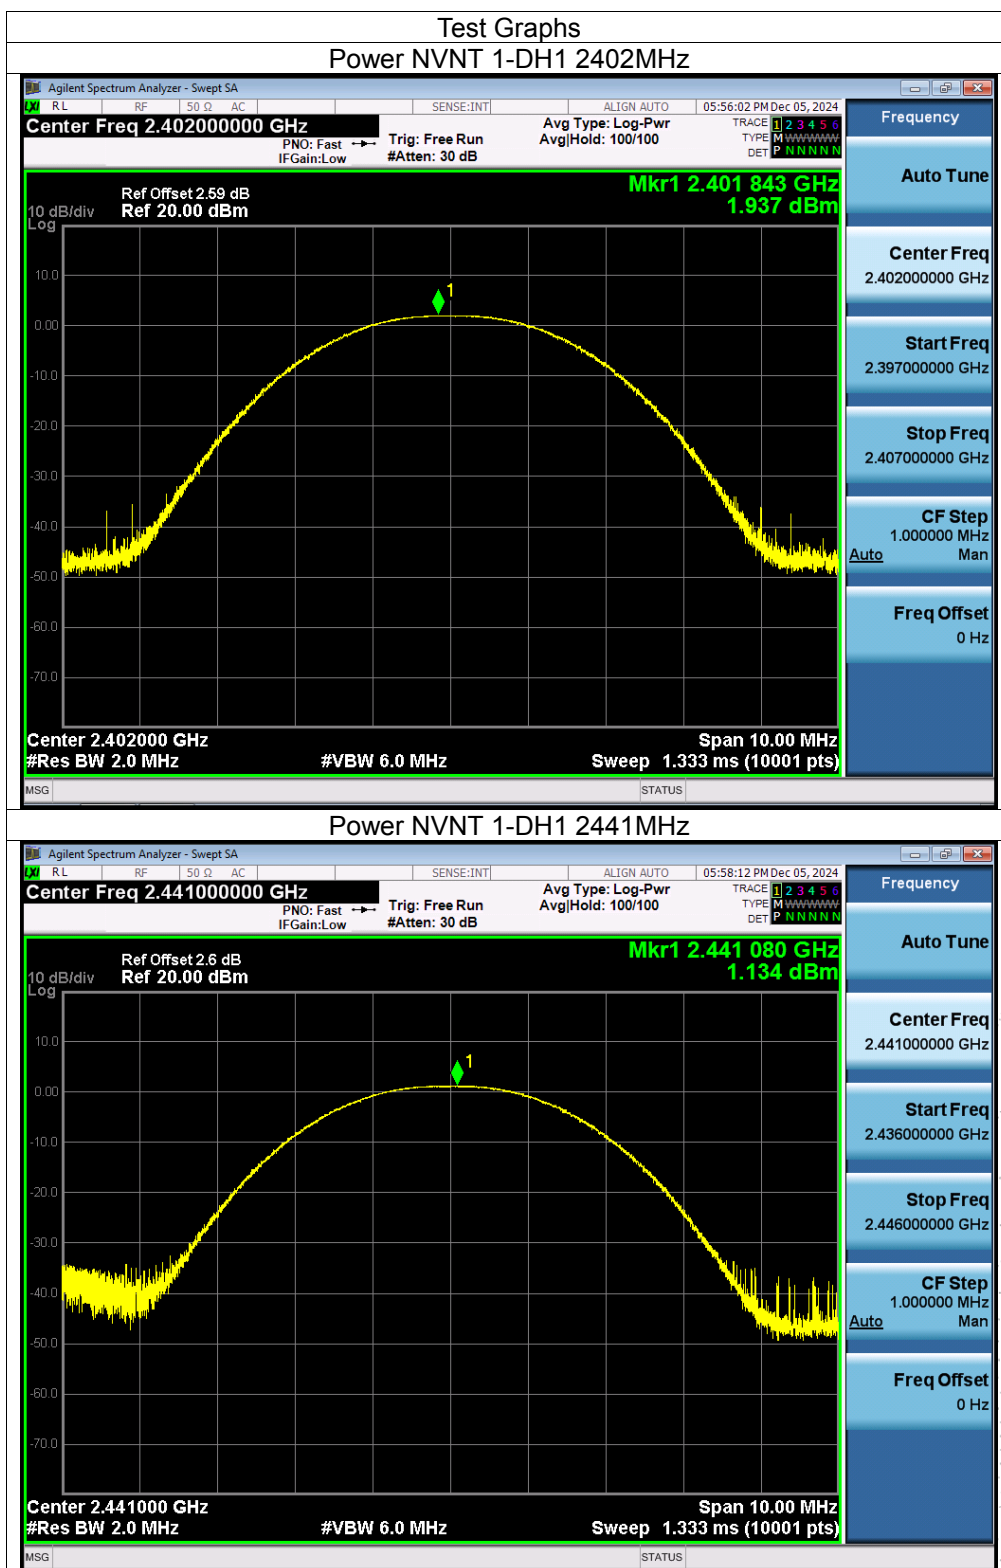 Test Graphs
Power NVNT 1-DH1 2402MHz
Agilent Spectrum Analyzer - Swept SA
LXI RL RF 50 Ω AC SENSE:INT ALIGN AUTO 05:56:02 PM Dec 05, 2024
Center Freq 2.402000000 GHz Avg Type: Log-Pwr TRACE 1 2 3 4 5 6
PNO: Fast Trig: Free Run Avg|Hold: 100/100 TYPE M WWWWW
IFGain:Low #Atten: 30 dB DET P N N N N N
Frequency
Auto Tune
Center Freq
2.402000000 GHz
Start Freq
2.397000000 GHz
Stop Freq
2.407000000 GHz
CF Step
1.000000 MHz
Auto Man
Freq Offset
0 Hz
Mkr1 2.401 843 GHz
1.937 dBm
Ref Offset 2.59 dB
10 dB/div Ref 20.00 dBm
Log
1
10.0
0.00
-10.0
-20.0
-30.0
-40.0
-50.0
-60.0
-70.0
Center 2.402000 GHz Span 10.00 MHz
#Res BW 2.0 MHz #VBW 6.0 MHz Sweep 1.333 ms (10001 pts)
MSG STATUS
Power NVNT 1-DH1 2441MHz
Agilent Spectrum Analyzer - Swept SA
LXI RL RF 50 Ω AC SENSE:INT ALIGN AUTO 05:58:12 PM Dec 05, 2024
Center Freq 2.441000000 GHz Avg Type: Log-Pwr TRACE 1 2 3 4 5 6
PNO: Fast Trig: Free Run Avg|Hold: 100/100 TYPE M WWWWW
IFGain:Low #Atten: 30 dB DET P N N N N N
Frequency
Auto Tune
Center Freq
2.441000000 GHz
Start Freq
2.436000000 GHz
Stop Freq
2.446000000 GHz
CF Step
1.000000 MHz
Auto Man
Freq Offset
0 Hz
Mkr1 2.441 080 GHz
1.134 dBm
Ref Offset 2.6 dB
10 dB/div Ref 20.00 dBm
Log
1
10.0
0.00
-10.0
-20.0
-30.0
-40.0
-50.0
-60.0
-70.0
Center 2.441000 GHz Span 10.00 MHz
#Res BW 2.0 MHz #VBW 6.0 MHz Sweep 1.333 ms (10001 pts)
MSG STATUS